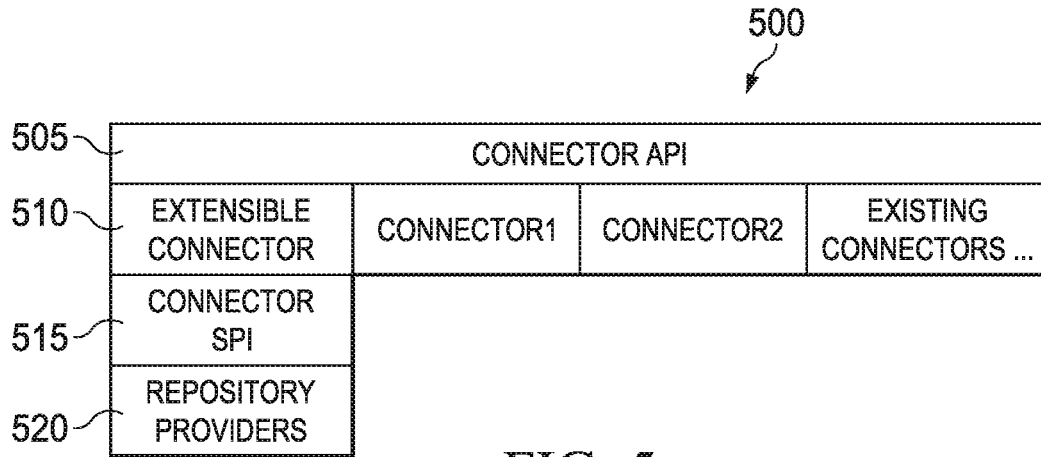 500
505
CONNECTOR API
510
EXTENSIBLE
CONNECTOR
CONNECTOR1
CONNECTOR2
EXISTING
CONNECTORS ...
515
CONNECTOR
SPI
520
REPOSITORY
PROVIDERS